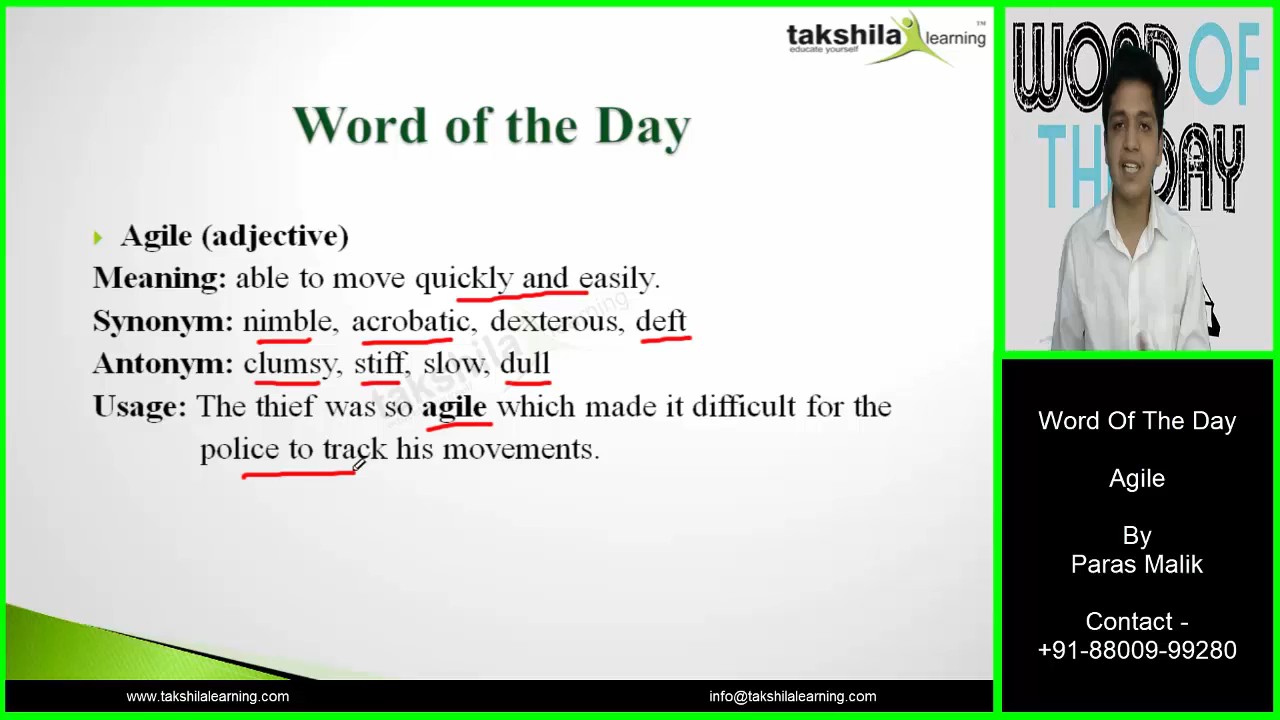 takshila learning™
educate yourself
Word of the Day
Agile (adjective)
Meaning: able to move quickly and easily.
Synonym: nimble, acrobatic, dexterous, deft
Antonym: clumsy, stiff, slow, dull
Usage: The thief was so agile which made it difficult for the
police to track his movements.
takshila learning
www.takshilalearning.com
info@takshilalearning.com
WORD OF
THE DAY
Word Of The Day
Agile
By
Paras Malik
Contact -
+91-88009-99280